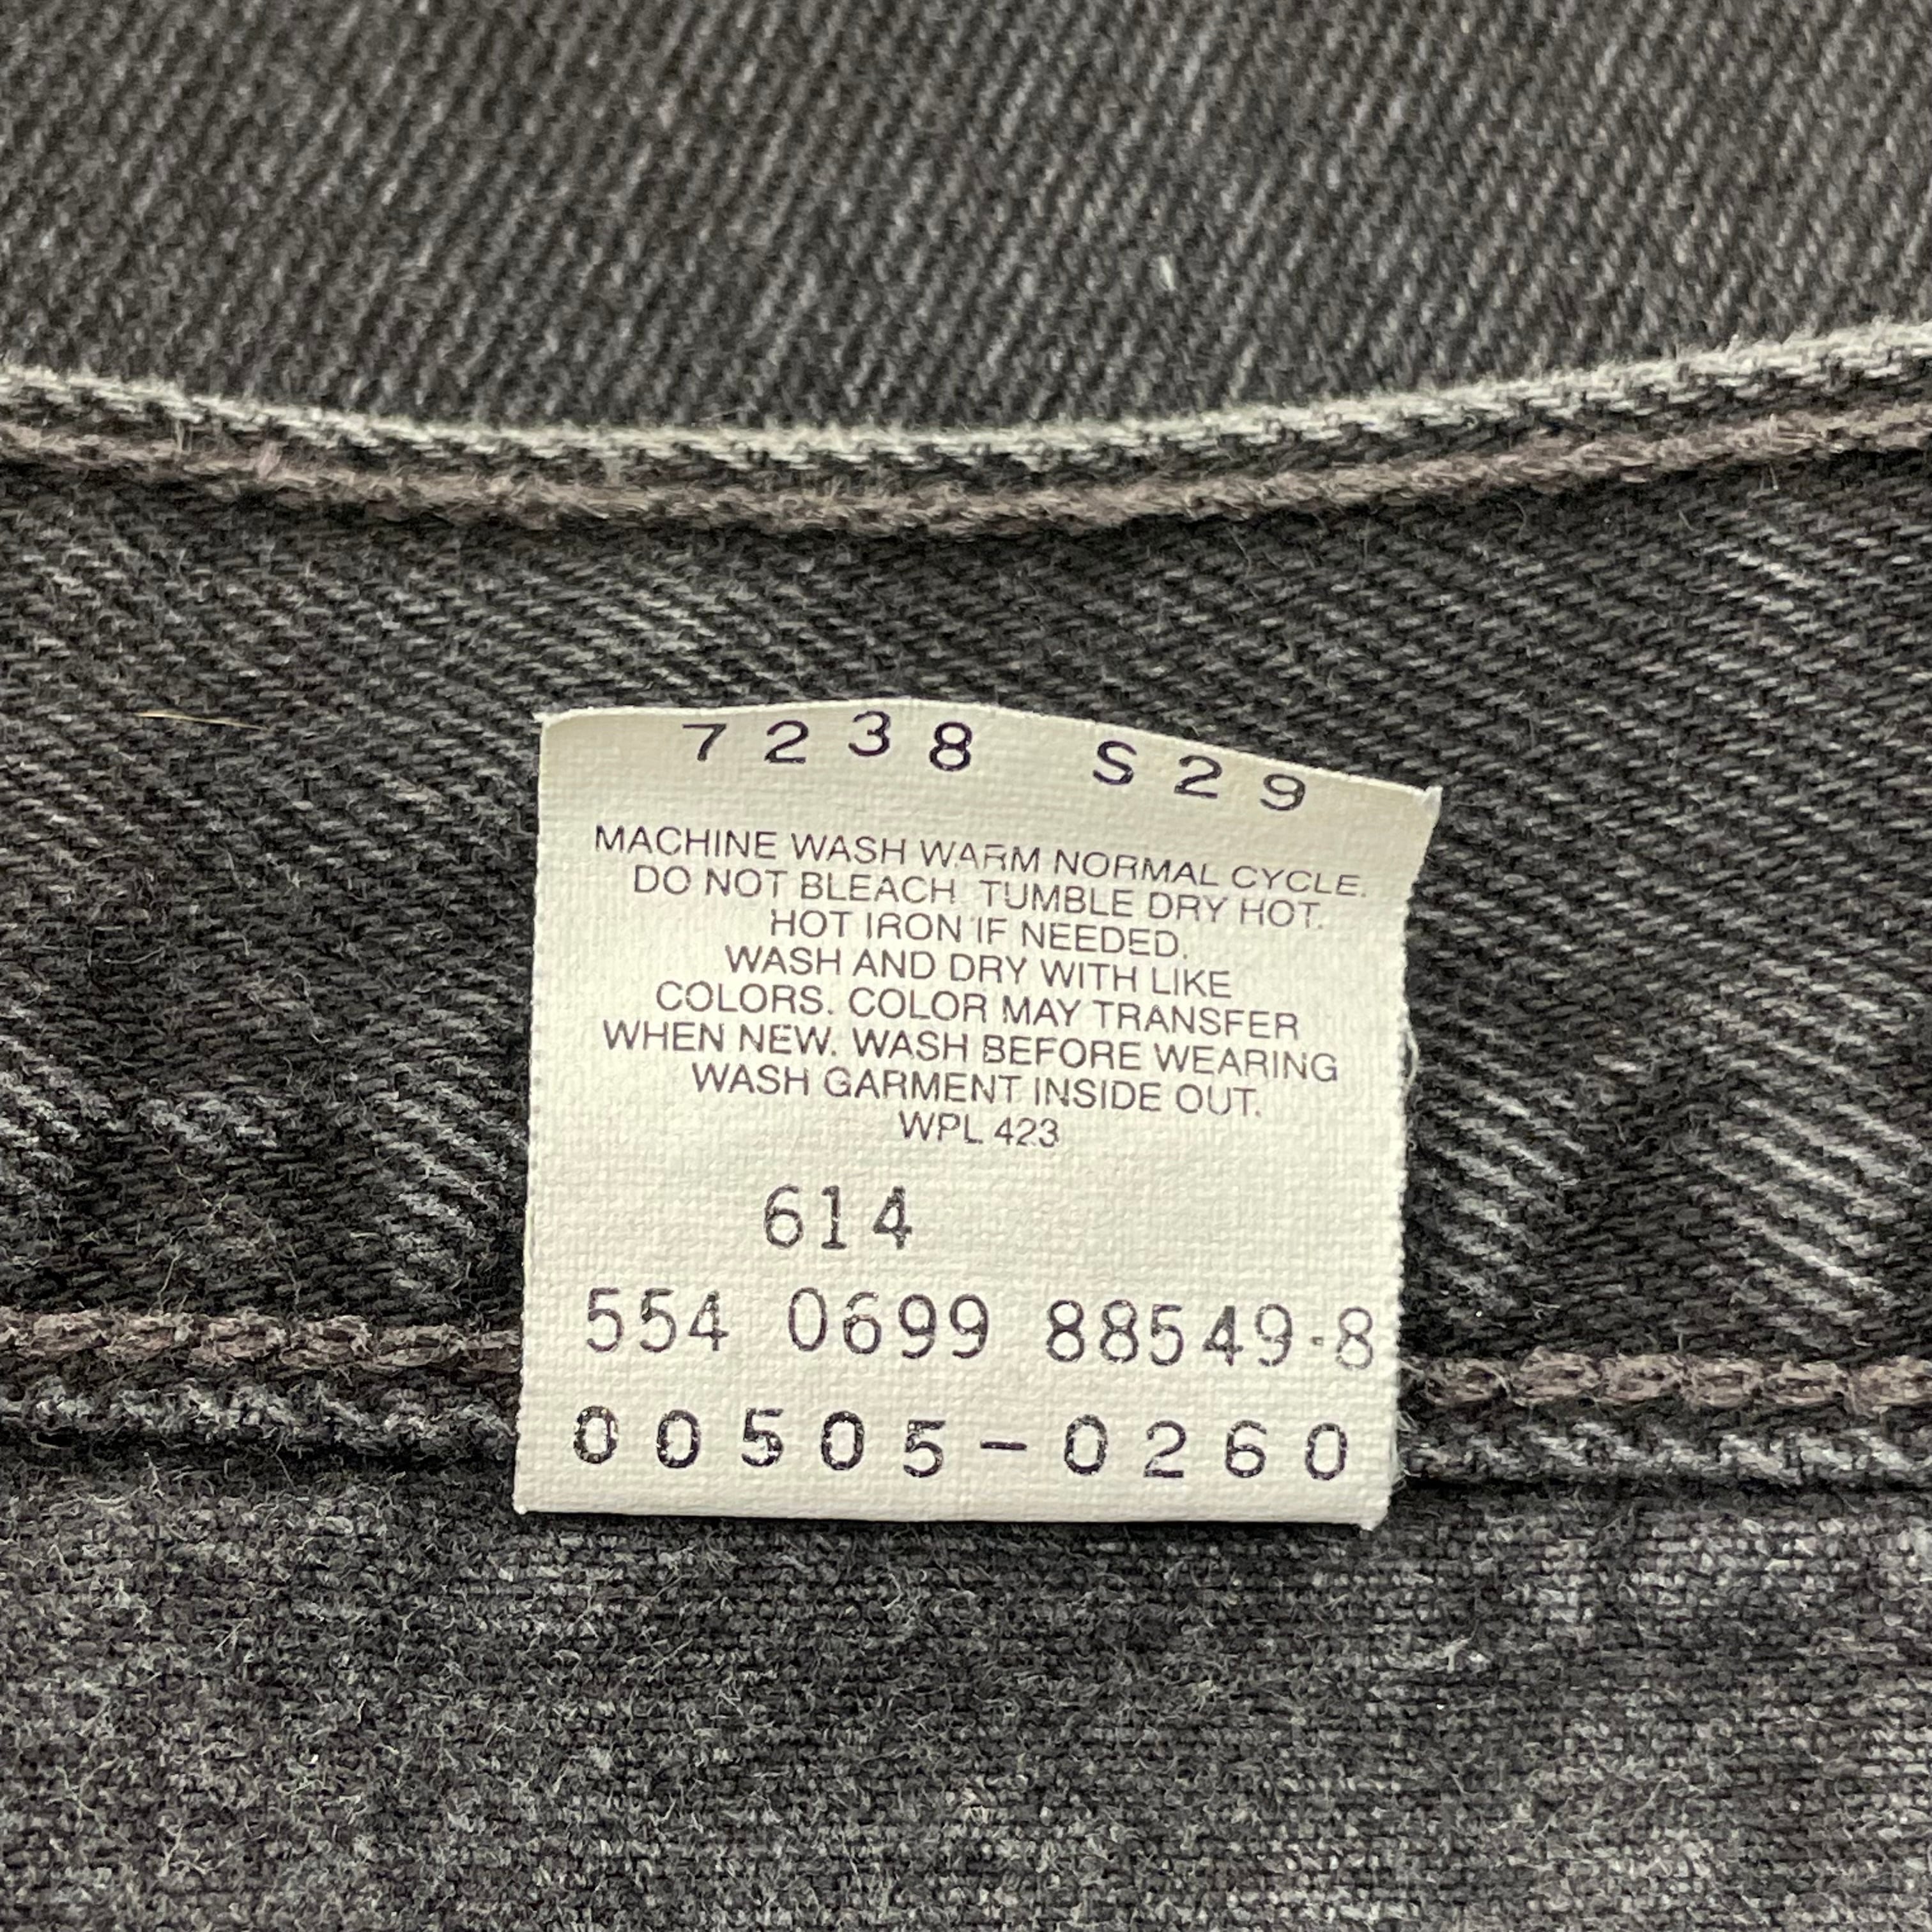 7238 S29
MACHINE WASH WARM NORMAL CYCLE.
DO NOT BLEACH TUMBLE DRY HOT.
HOT IRON IF NEEDED.
WASH AND DRY WITH LIKE
COLORS. COLOR MAY TRANSFER
WHEN NEW. WASH BEFORE WEARING
WASH GARMENT INSIDE OUT.
WPL 423
614
554 0699 88549-8
00505-0260